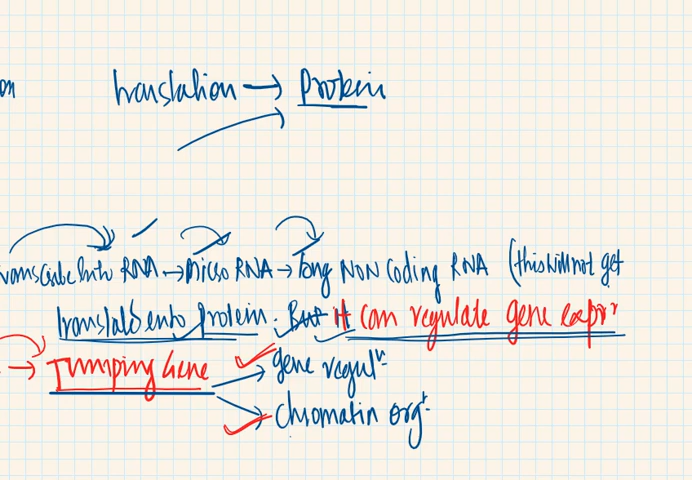 on translation → Protein
transcribe into RNA → micro RNA → long NON Coding RNA (this will not get
translated into protein. But it can regulate gene expr^n
→ Jumping Gene → gene regul^n
→ chromatin org^n